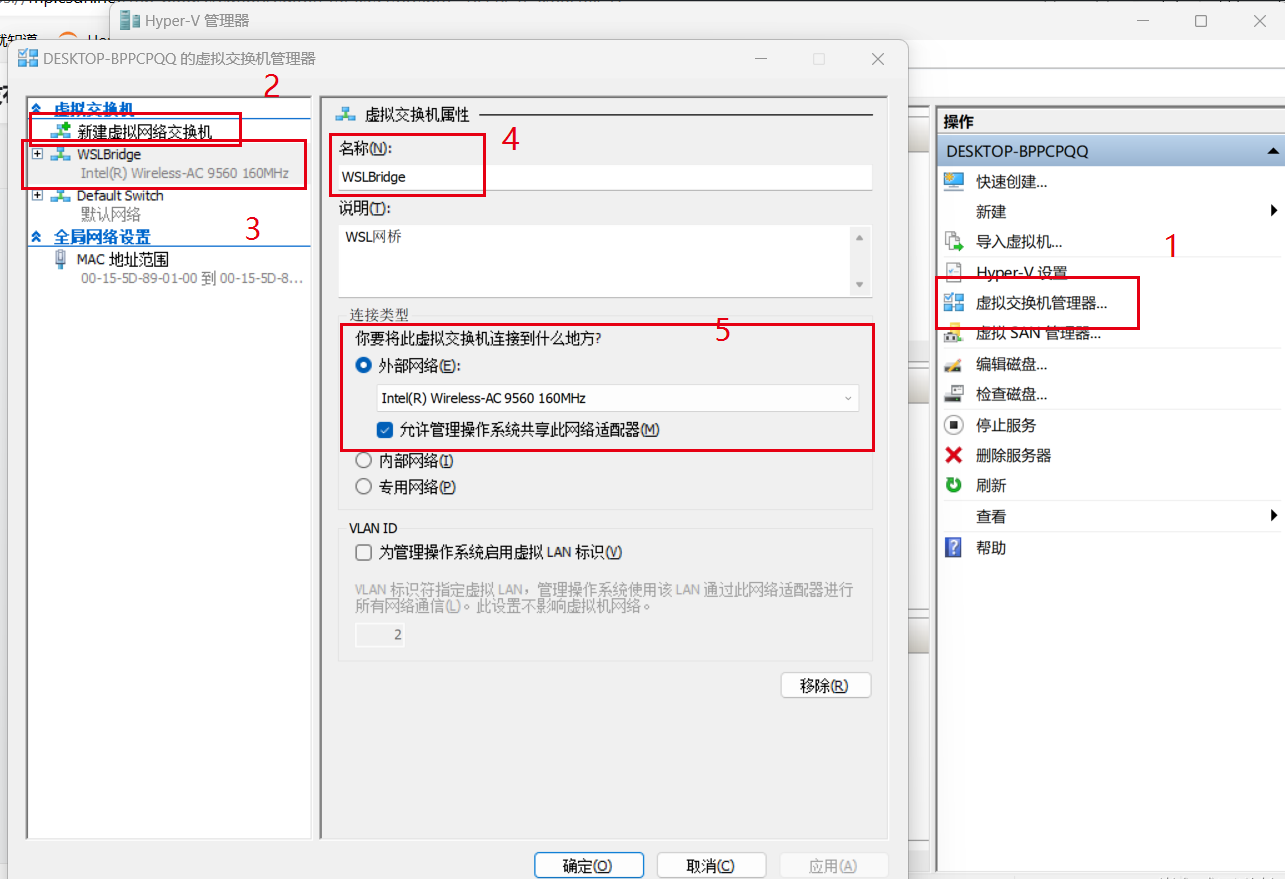 Hyper-V 管理器
DESKTOP-BPPCPQQ 的虚拟交换机管理器
2
虚拟交换机
新建虚拟网络交换机
WSLBridge
Intel(R) Wireless-AC 9560 160MHz
Default Switch
默认网络
3
全局网络设置
MAC 地址范围
00-15-5D-89-01-00 到 00-15-5D-8...
虚拟交换机属性
4
名称(N):
WSLBridge
说明(T):
WSL网桥
连接类型
5
你要将此虚拟交换机连接到什么地方?
外部网络(E):
Intel(R) Wireless-AC 9560 160MHz
允许管理操作系统共享此网络适配器(M)
内部网络(I)
专用网络(P)
VLAN ID
为管理操作系统启用虚拟 LAN 标识(V)
VLAN 标识符指定虚拟 LAN，管理操作系统使用该 LAN 通过此网络适配器进行
所有网络通信(L)。此设置不影响虚拟机网络。
2
移除(R)
确定(O)
取消(C)
应用(A)
操作
DESKTOP-BPPCPQQ
快速创建...
新建
导入虚拟机...
1
Hyper-V 设置
虚拟交换机管理器...
虚拟 SAN 管理器...
编辑磁盘...
检查磁盘...
停止服务
删除服务器
刷新
查看
帮助